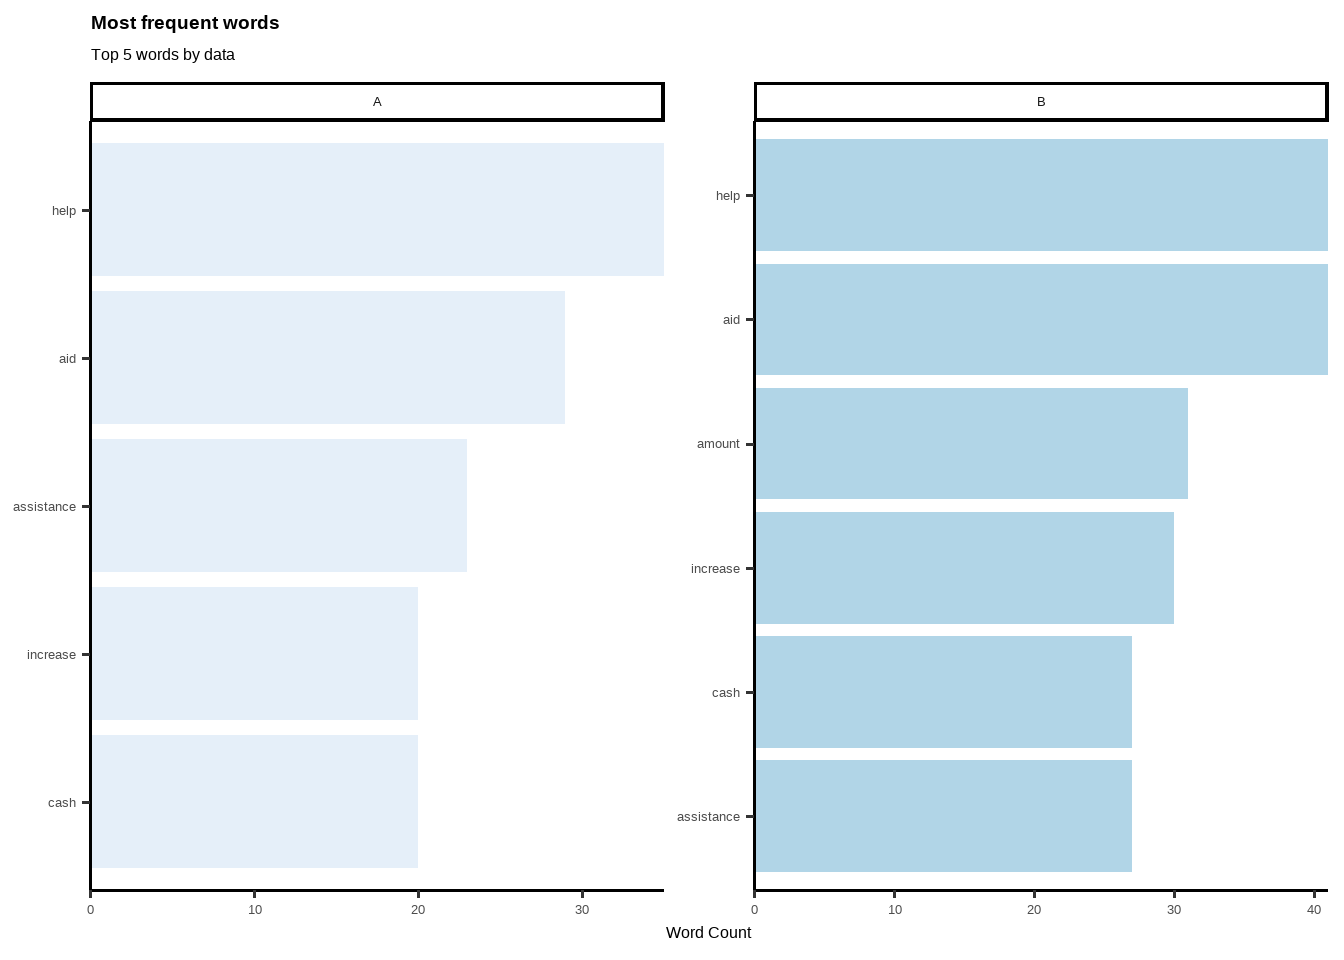 Most frequent words
Top 5 words by data
A
help
aid
assistance
increase
cash
0 10 20 30
B
help
aid
amount
increase
cash
assistance
0 10 20 30 40
Word Count